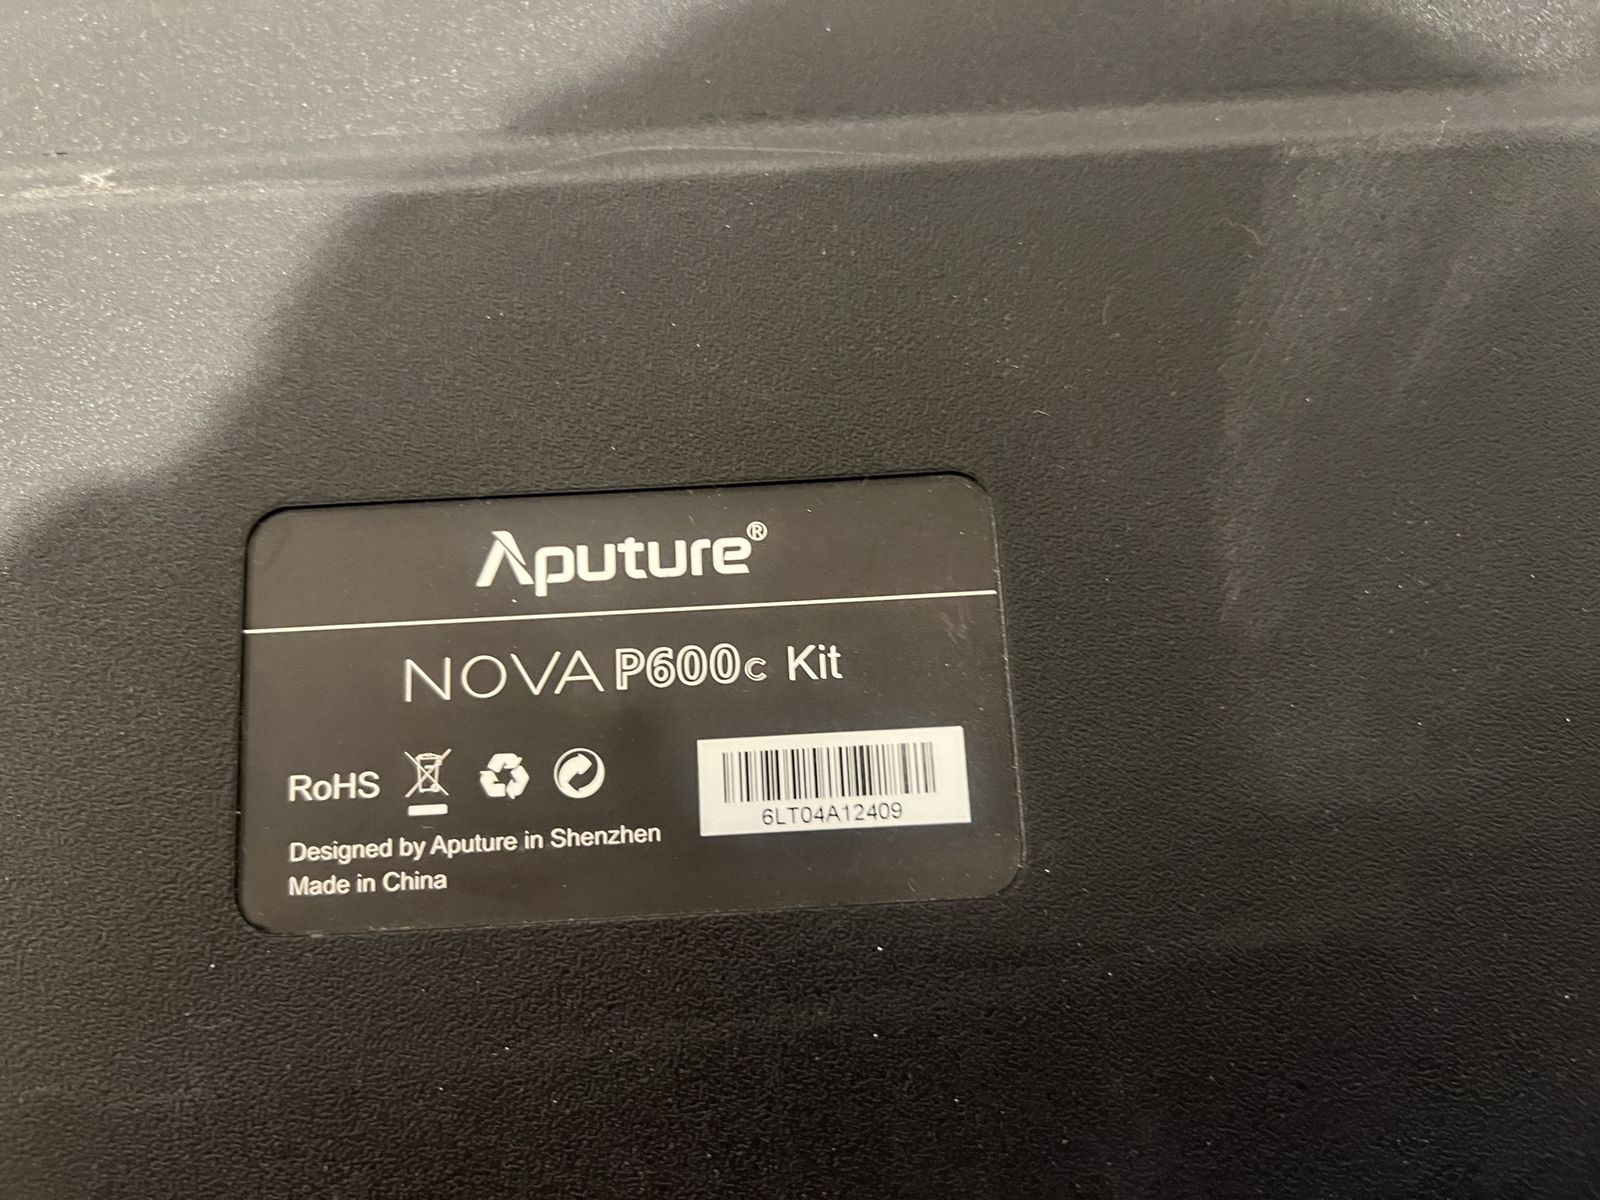 Aputure®
NOVA P600c Kit
RoHS
6LT04A12409
Designed by Aputure in Shenzhen
Made in China